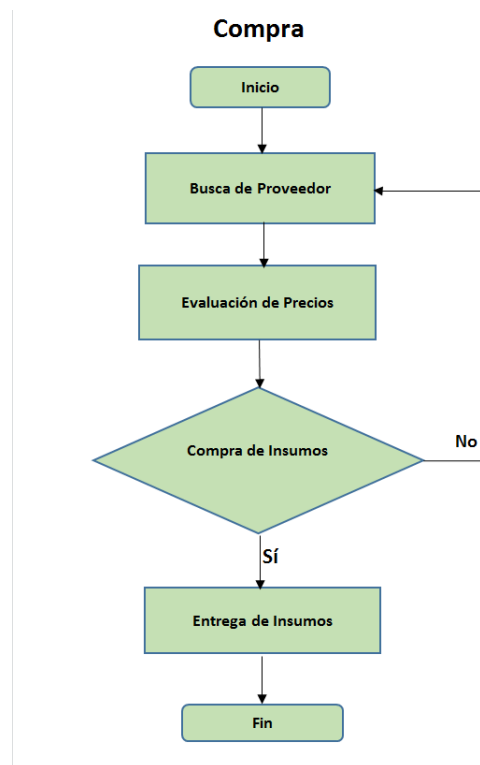 Compra
Inicio
Busca de Proveedor
Evaluación de Precios
Compra de Insumos
No
Sí
Entrega de Insumos
Fin